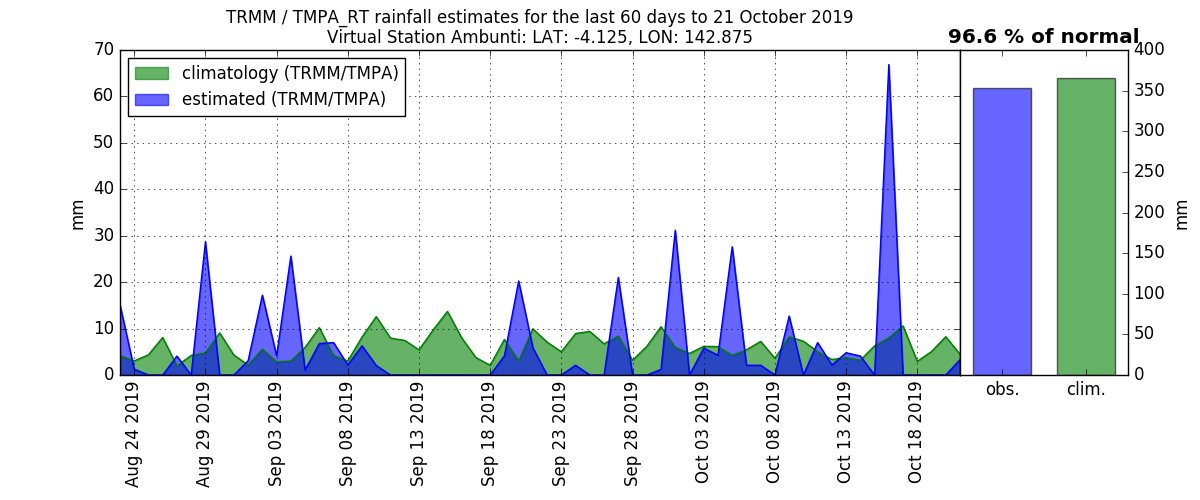 TRMM / TMPA_RT rainfall estimates for the last 60 days to 21 October 2019
Virtual Station Ambunti: LAT: -4.125, LON: 142.875
96.6 % of normal
climatology (TRMM/TMPA)
estimated (TRMM/TMPA)
mm
70
60
50
40
30
20
10
0
Aug 24 2019
Aug 29 2019
Sep 03 2019
Sep 08 2019
Sep 13 2019
Sep 18 2019
Sep 23 2019
Sep 28 2019
Oct 03 2019
Oct 08 2019
Oct 13 2019
Oct 18 2019
obs.
clim.
400
350
300
250
200
150
100
50
0
mm